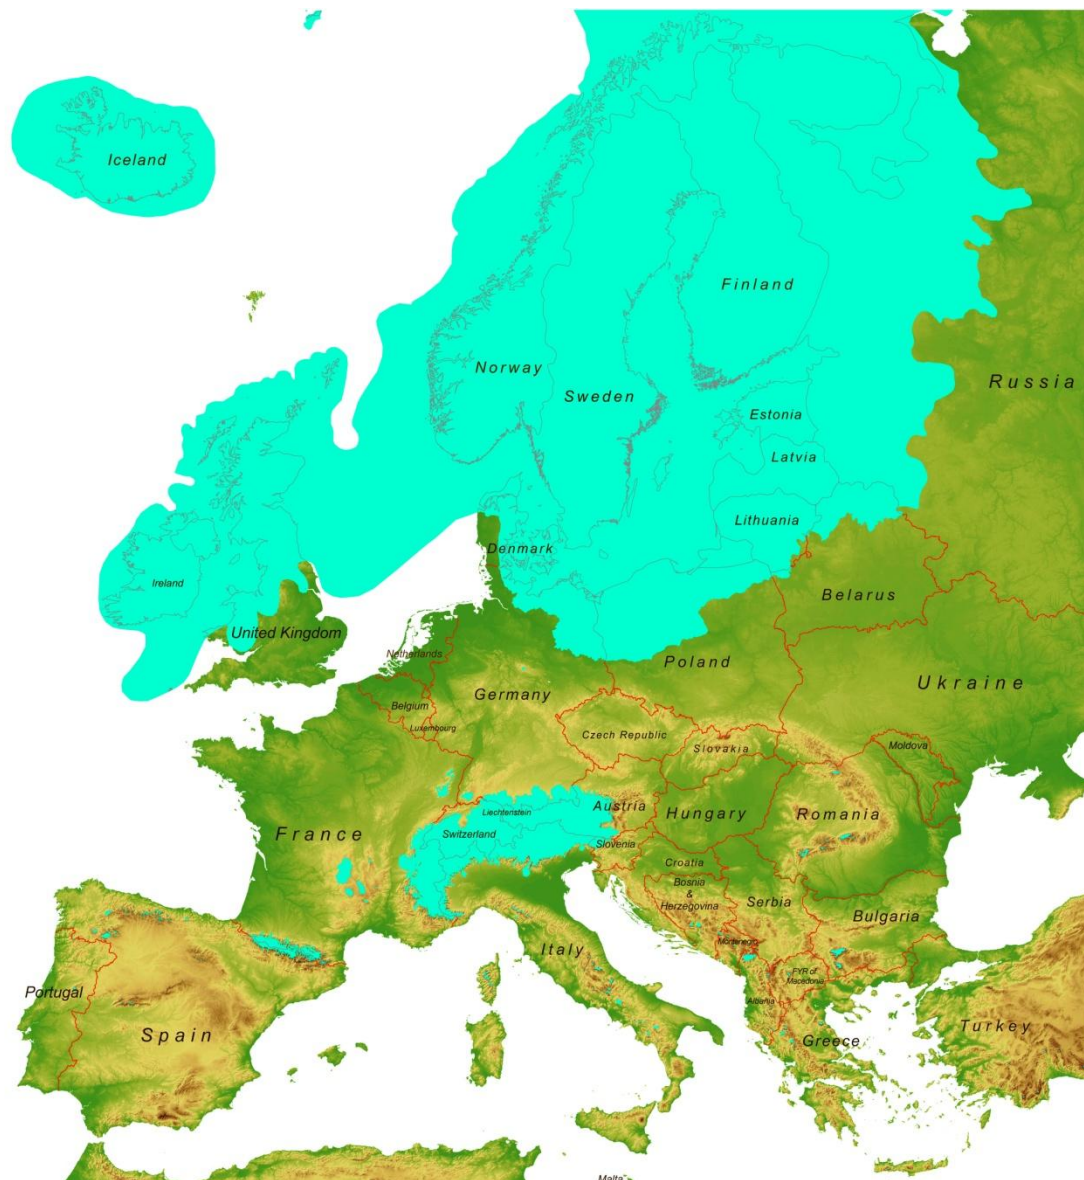 Iceland
Finland
Norway
Russia
Sweden
Estonia
Latvia
Lithuania
Denmark
Ireland
Belarus
United Kingdom
Netherlands
Poland
Ukraine
Germany
Belgium
Luxembourg
Czech Republic
Slovakia
Moldova
Austria
Liechtenstein
Hungary
Romania
France
Switzerland
Slovenia
Croatia
Bosnia
&
Herzegovina
Serbia
Bulgaria
Montenegro
Italy
FYR of
Macedonia
Portugal
Albania
Spain
Greece
Turkey
Malta